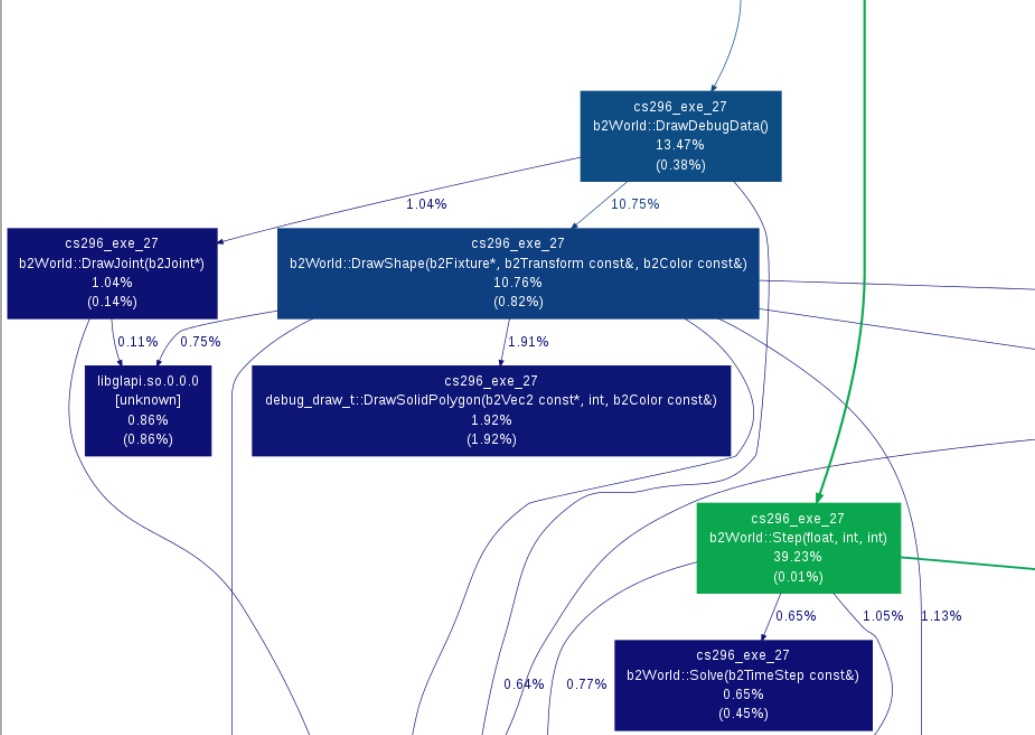 cs296_exe_27
b2World::DrawDebugData()
13.47%
(0.38%)
1.04%
10.75%
cs296_exe_27
b2World::DrawJoint(b2Joint*)
1.04%
(0.14%)
cs296_exe_27
b2World::DrawShape(b2Fixture*, b2Transform const&, b2Color const&)
10.76%
(0.82%)
0.11%
0.75%
1.91%
libglapi.so.0.0.0
[unknown]
0.86%
(0.86%)
cs296_exe_27
debug_draw_t::DrawSolidPolygon(b2Vec2 const*, int, b2Color const&)
1.92%
(1.92%)
cs296_exe_27
b2World::Step(float, int, int)
39.23%
(0.01%)
0.65%
1.05%
1.13%
0.64%
0.77%
cs296_exe_27
b2World::Solve(b2TimeStep const&)
0.65%
(0.45%)